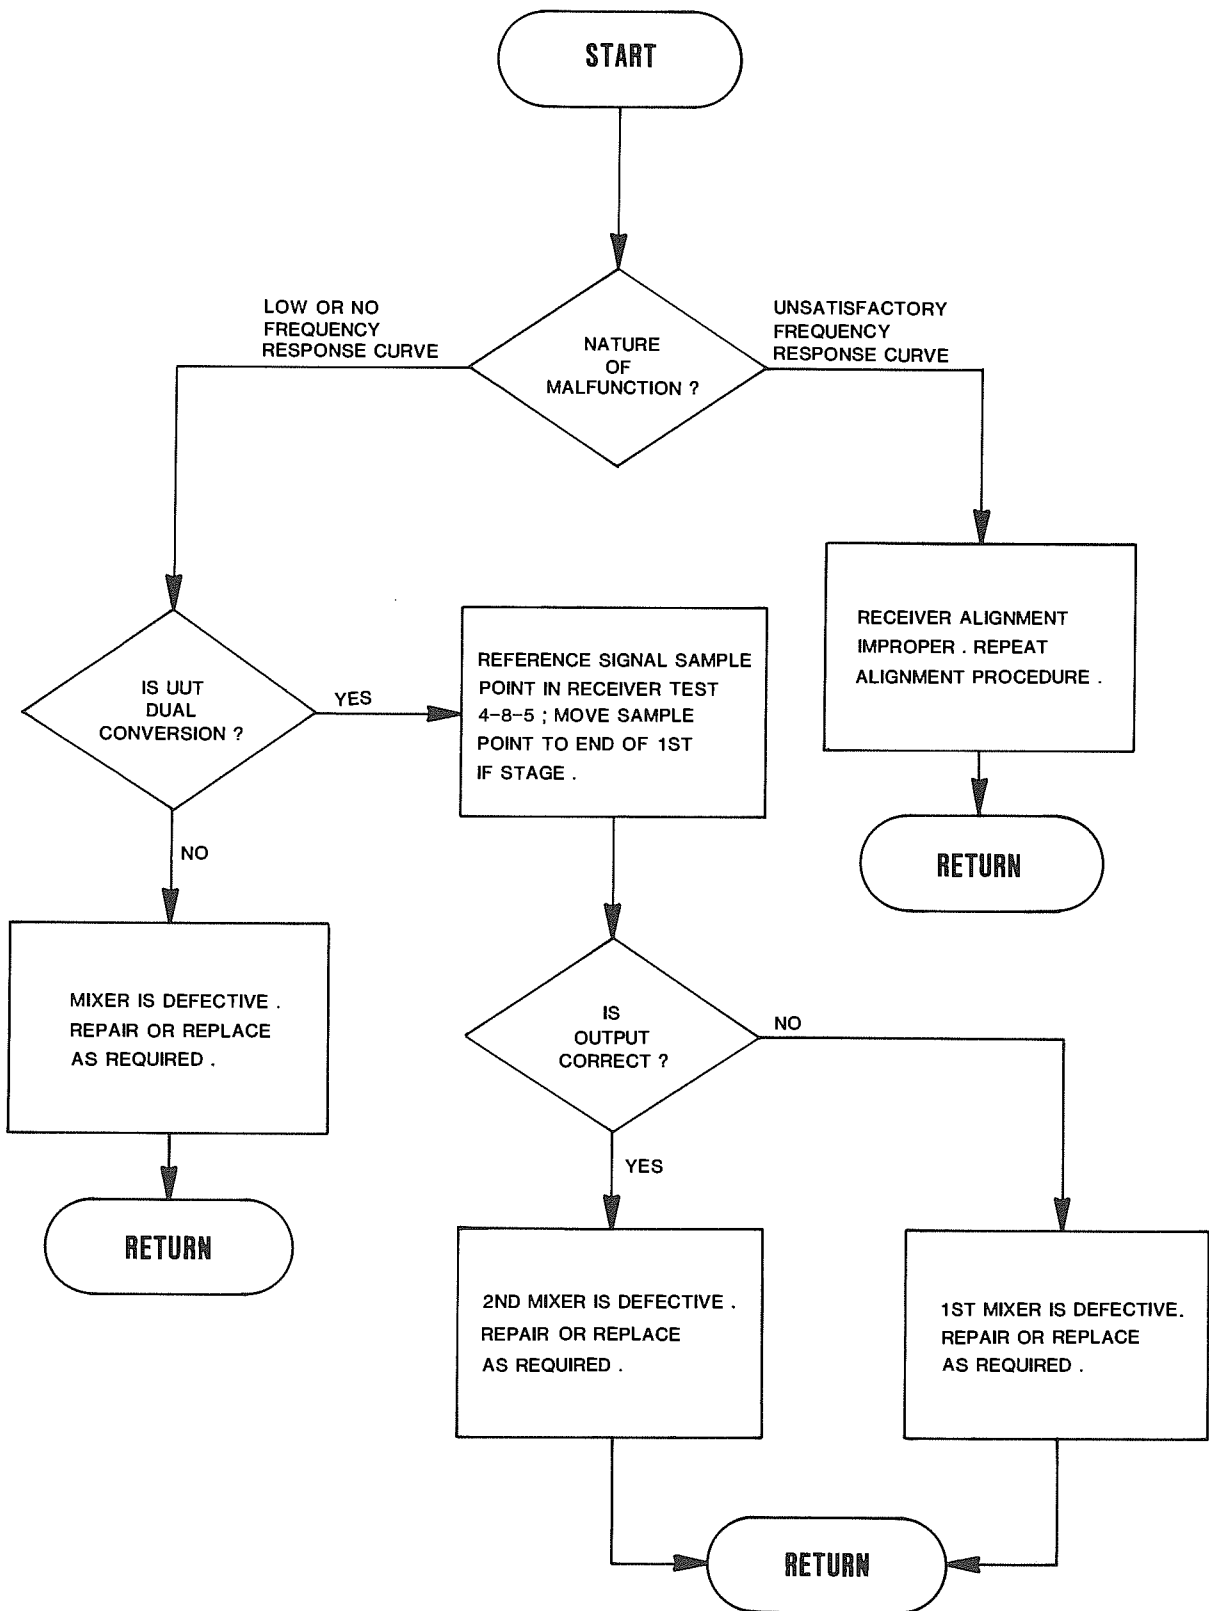 START
LOW OR NO
FREQUENCY
RESPONSE CURVE
NATURE
OF
MALFUNCTION ?
UNSATISFACTORY
FREQUENCY
RESPONSE CURVE
RECEIVER ALIGNMENT
IMPROPER . REPEAT
ALIGNMENT PROCEDURE .
RETURN
IS UUT
DUAL
CONVERSION ?
YES
REFERENCE SIGNAL SAMPLE
POINT IN RECEIVER TEST
4-8-5 ; MOVE SAMPLE
POINT TO END OF 1ST
IF STAGE .
NO
MIXER IS DEFECTIVE .
REPAIR OR REPLACE
AS REQUIRED .
RETURN
IS
OUTPUT
CORRECT ?
NO
YES
2ND MIXER IS DEFECTIVE .
REPAIR OR REPLACE
AS REQUIRED .
1ST MIXER IS DEFECTIVE.
REPAIR OR REPLACE
AS REQUIRED .
RETURN